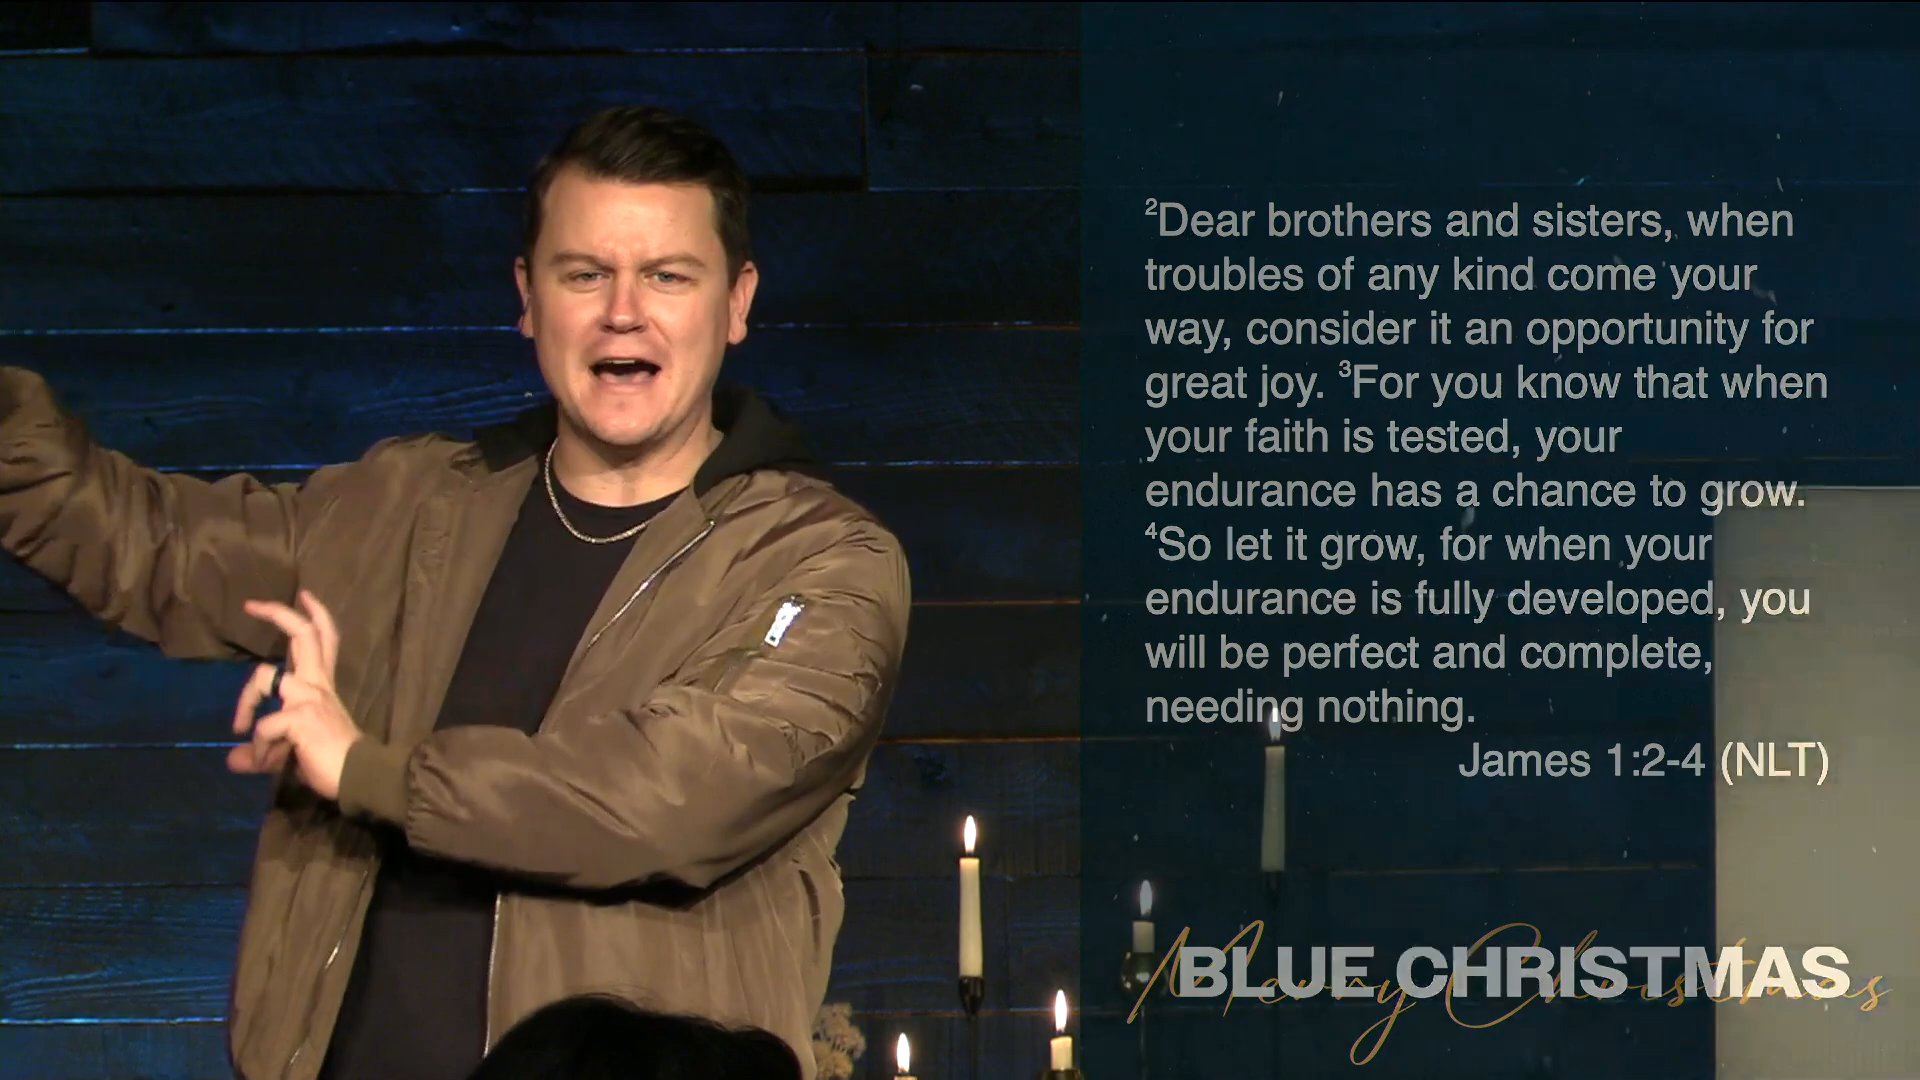 ²Dear brothers and sisters, when
troubles of any kind come your
way, consider it an opportunity for
great joy. ³For you know that when
your faith is tested, your
endurance has a chance to grow.
⁴So let it grow, for when your
endurance is fully developed, you
will be perfect and complete,
needing nothing.
James 1:2-4 (NLT)
Merry Christmas
BLUE CHRISTMAS